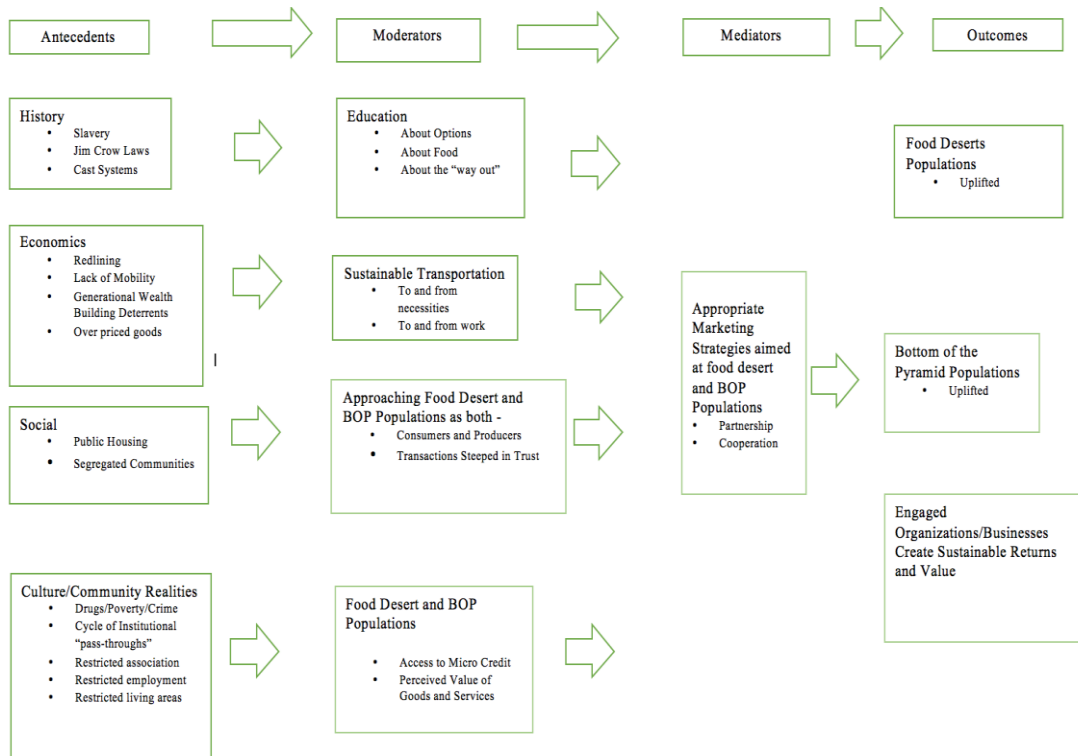 Antecedents
Moderators
Mediators
Outcomes
History
• Slavery
• Jim Crow Laws
• Cast Systems
Education
• About Options
• About Food
• About the “way out”
Food Deserts
Populations
• Uplifted
Economics
• Redlining
• Lack of Mobility
• Generational Wealth
Building Deterrents
• Over priced goods
Sustainable Transportation
• To and from
necessities
• To and from work
Appropriate
Marketing
Strategies aimed
at food desert
and BOP
Populations
• Partnership
• Cooperation
Bottom of the
Pyramid Populations
• Uplifted
Social
• Public Housing
• Segregated Communities
Approaching Food Desert and
BOP Populations as both -
• Consumers and Producers
• Transactions Steeped in Trust
Engaged
Organizations/Businesses
Create Sustainable Returns
and Value
Culture/Community Realities
• Drugs/Poverty/Crime
• Cycle of Institutional
“pass-throughs”
• Restricted association
• Restricted employment
• Restricted living areas
Food Desert and BOP
Populations
• Access to Micro Credit
• Perceived Value of
Goods and Services